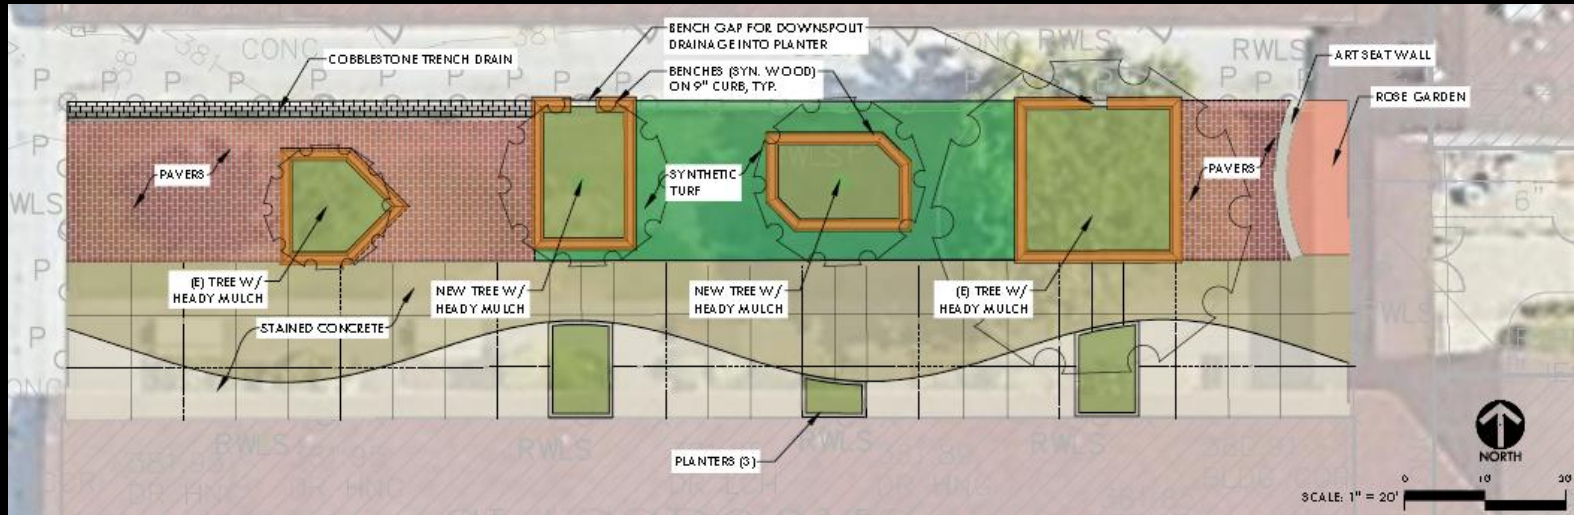 BENCH GAP FOR DOWNSPOUT
DRAINAGE INTO PLANTER
CONC
381
RWLS
RWLS
COBBLESTONE TRENCH DRAIN
BENCHES (SYN. WOOD)
ON 9" CURB, TYP.
ART SEAT WALL
ROSE GARDEN
PAVERS
SYNTHETIC
TURF
PAVERS
6"
(E) TREE W/
HEADY MULCH
NEW TREE W/
HEADY MULCH
NEW TREE W/
HEADY MULCH
(E) TREE W/
HEADY MULCH
STAINED CONCRETE
RWLS
RWLS
RWLS
RWLS
PLANTERS (3)
NORTH
SCALE: 1" = 20'
0 10 20